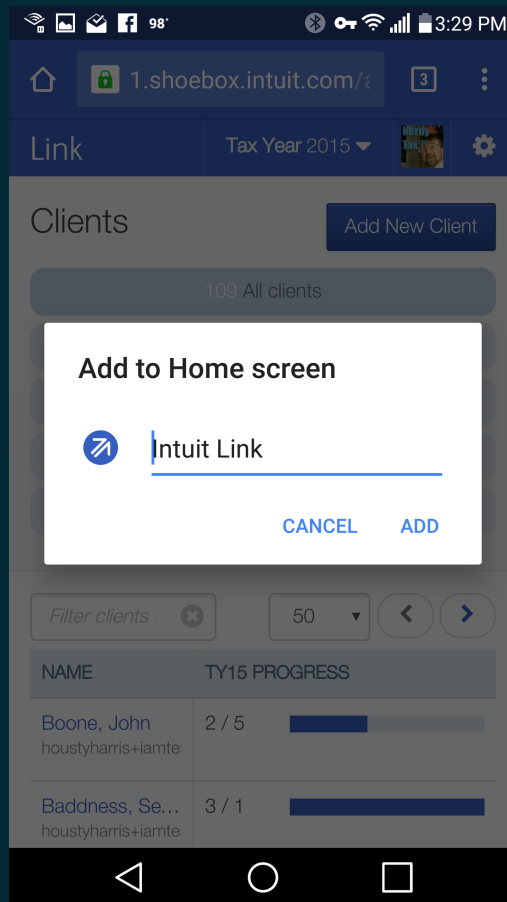 98°
3:29 PM
1.shoebox.intuit.com/a
3
Link
Tax Year 2015
Nerdy
Tax
Clients
Add New Client
109 All clients
Add to Home screen
Intuit Link
CANCEL
ADD
Filter clients .
50
NAME
TY15 PROGRESS
Boone, John
2 / 5
houstyharris+iamte
Baddness, Se...
3 / 1
houstyharris+iamte